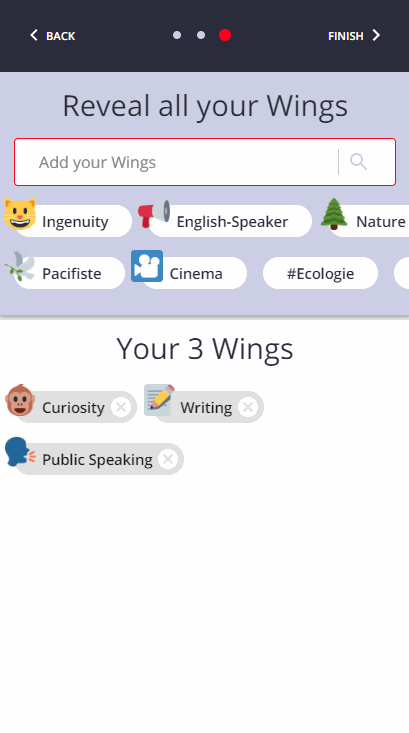 BACK FINISH
Reveal all your Wings
Add your Wings
Ingenuity English-Speaker Nature
Pacifiste Cinema #Ecologie
Your 3 Wings
Curiosity Writing
Public Speaking